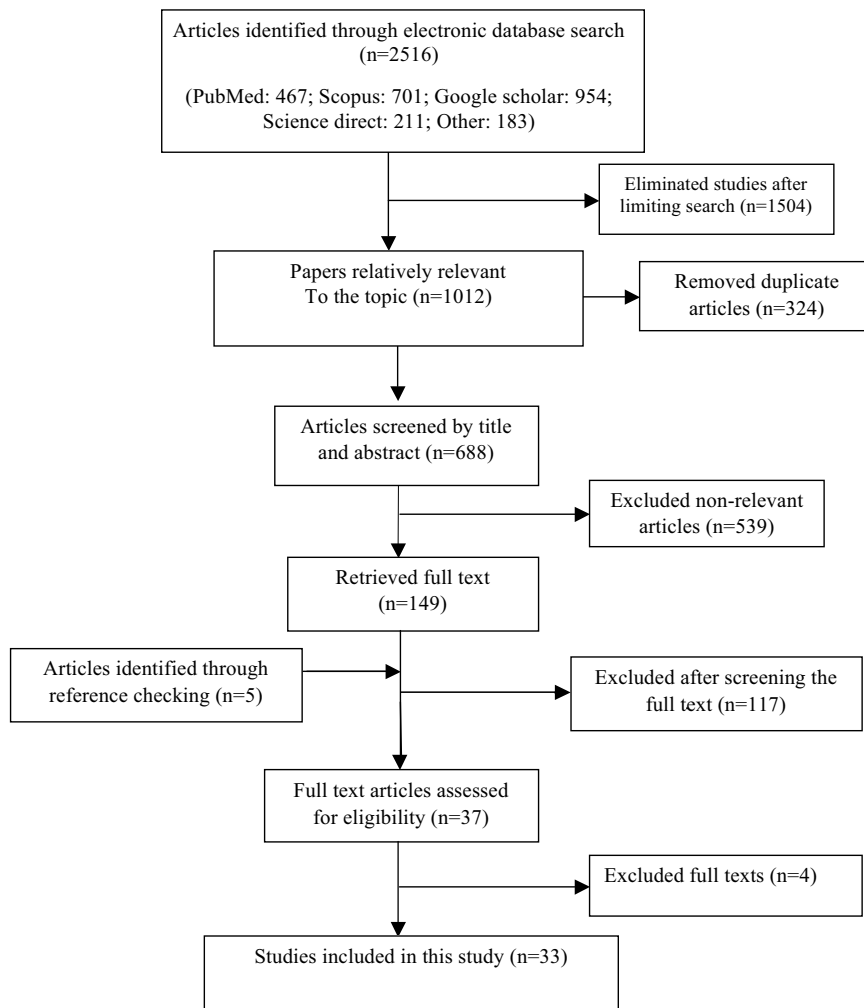 Articles identified through electronic database search
(n=2516)
(PubMed: 467; Scopus: 701; Google scholar: 954;
Science direct: 211; Other: 183)
Eliminated studies after
limiting search (n=1504)
Papers relatively relevant
To the topic (n=1012)
Removed duplicate
articles (n=324)
Articles screened by title
and abstract (n=688)
Excluded non-relevant
articles (n=539)
Retrieved full text
(n=149)
Articles identified through
reference checking (n=5)
Excluded after screening the
full text (n=117)
Full text articles assessed
for eligibility (n=37)
Excluded full texts (n=4)
Studies included in this study (n=33)